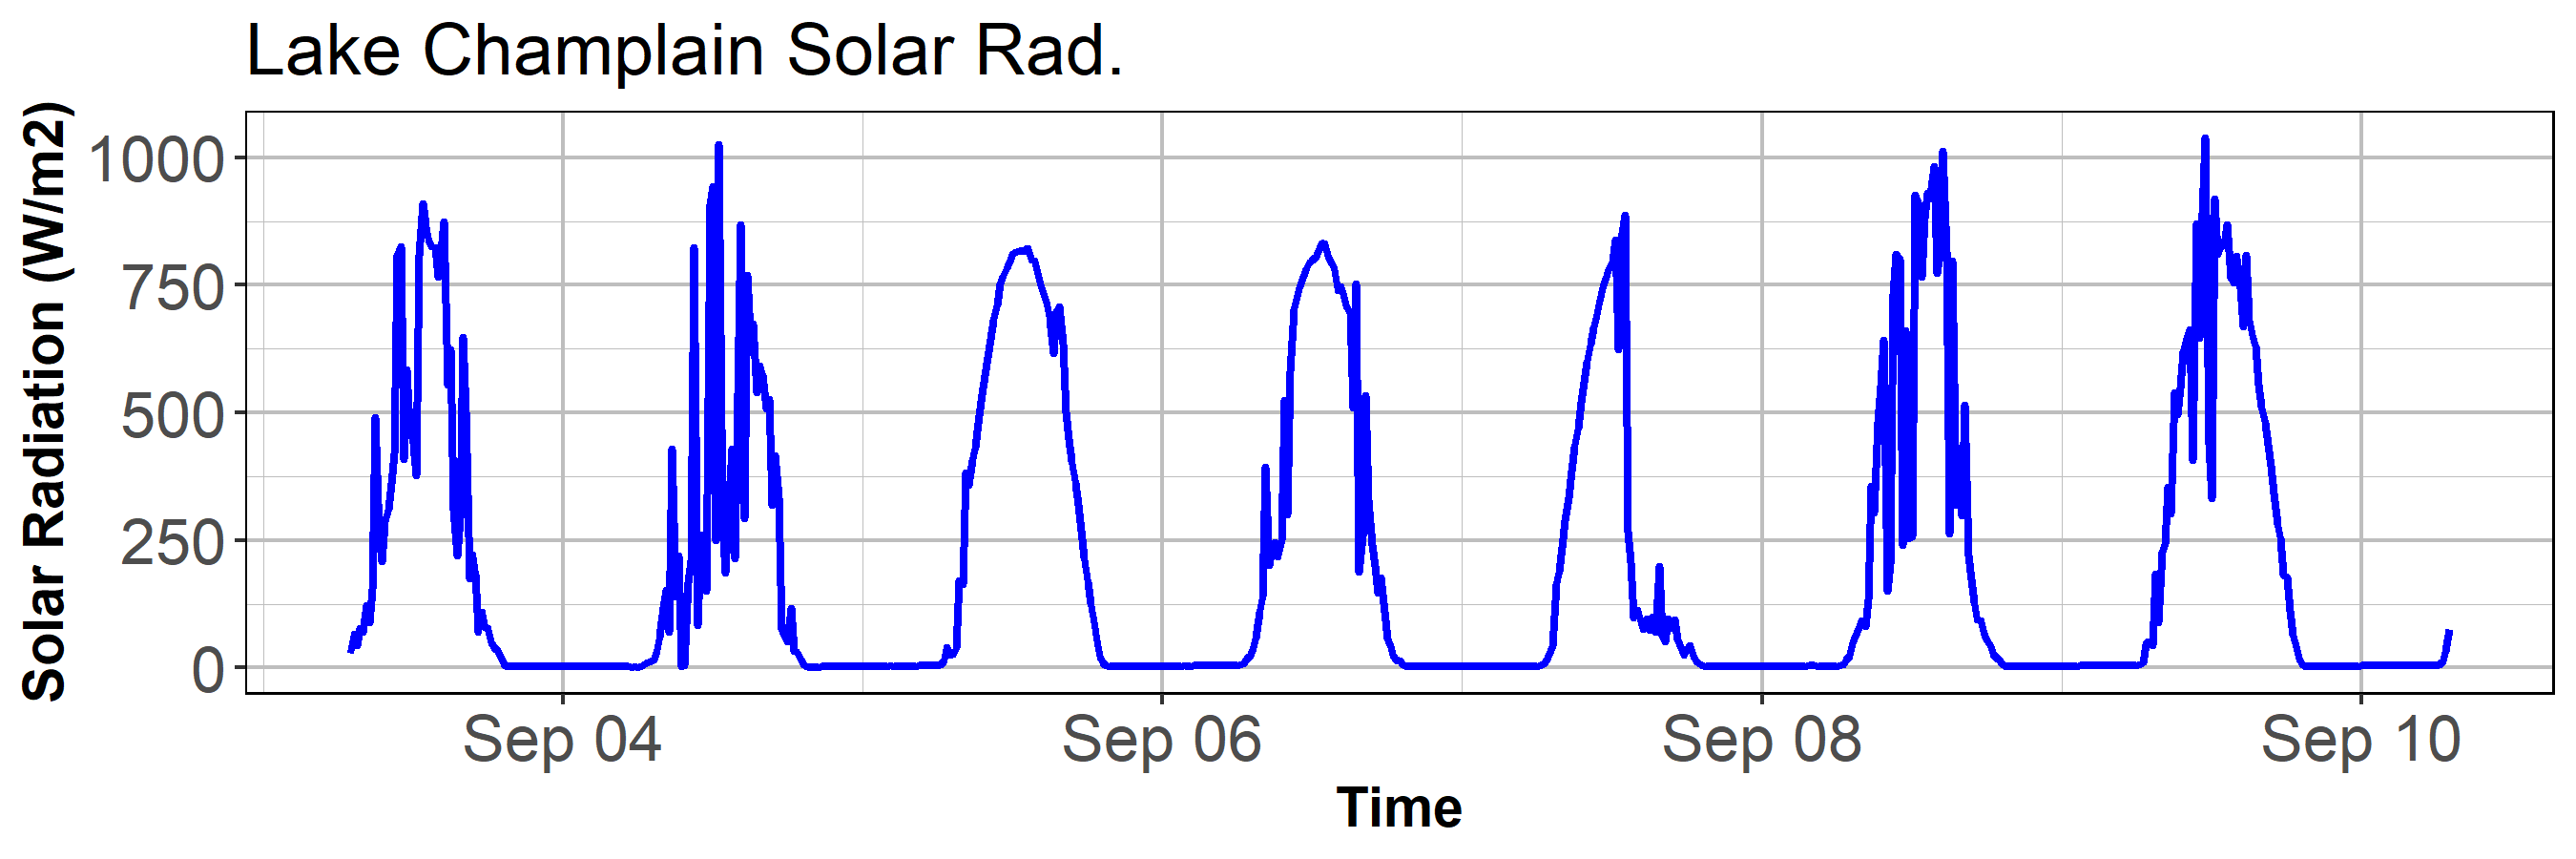 Lake Champlain Solar Rad.
Solar Radiation (W/m2)
1000
750
500
250
0
Sep 04 Sep 06 Sep 08 Sep 10
Time